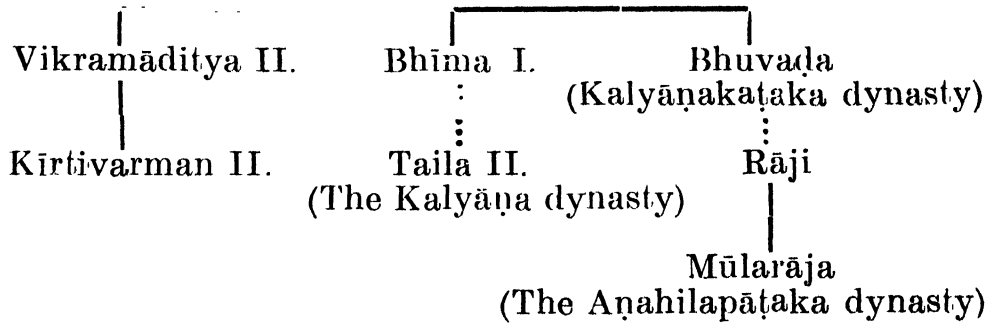 Vikramāditya II. Bhīma I. Bhuvaḍa
(Kalyāṇakaṭaka dynasty)
Kīrtivarman II. Taila II. Rāji
(The Kalyāṇa dynasty)
Mūlarāja
(The Aṇahilapāṭaka dynasty)